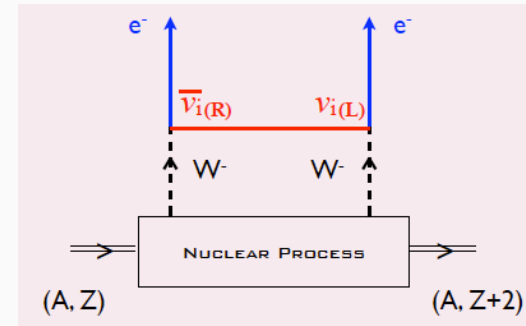 e⁻ e⁻
ν̅i(R) νi(L)
W- W-
NUCLEAR PROCESS
(A, Z) (A, Z+2)